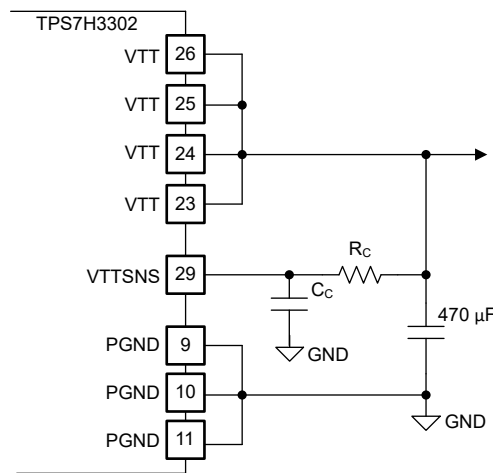 TPS7H3302
VTT 26
VTT 25
VTT 24
VTT 23
VTTSNS 29
R_C
C_C
GND
470 µF
PGND 9
PGND 10
PGND 11
GND